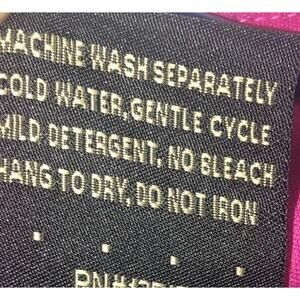 MACHINE WASH SEPARATELY
COLD WATER, GENTLE CYCLE
MILD DETERGENT. NO BLEACH
HANG TO DRY, DO NOT IRON